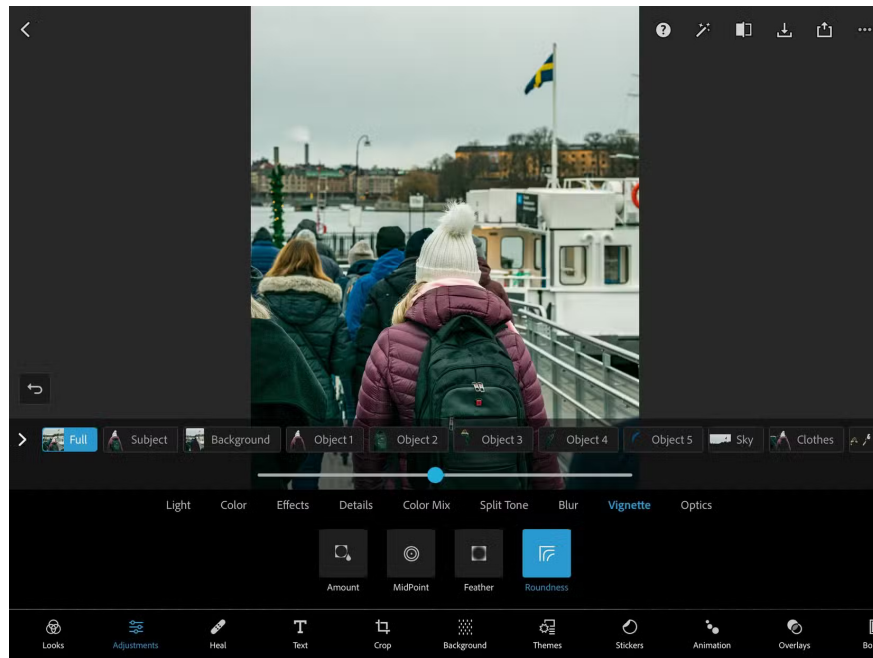 Full
Subject
Background
Object 1
Object 2
Object 3
Object 4
Object 5
Sky
Clothes
Light
Color
Effects
Details
Color Mix
Split Tone
Blur
Vignette
Optics
Amount
MidPoint
Feather
Roundness
Looks
Adjustments
Heal
Text
Crop
Background
Themes
Stickers
Animation
Overlays
Bo